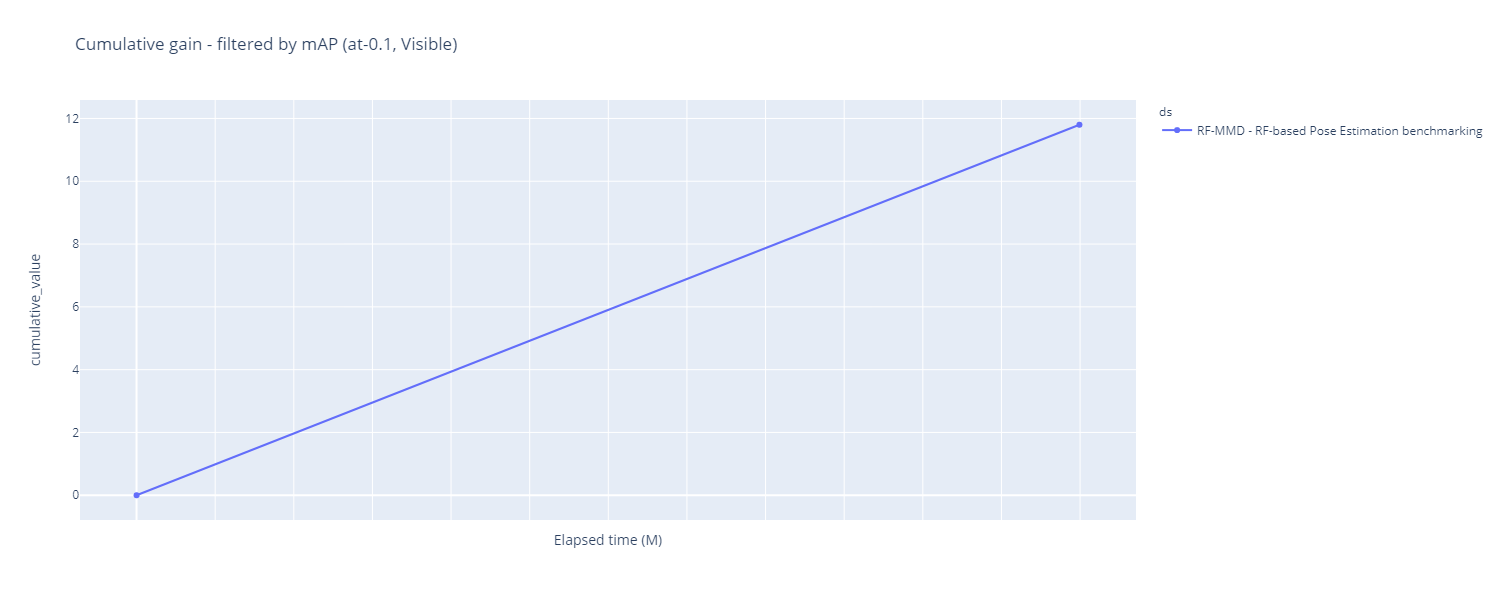 Cumulative gain - filtered by mAP (at-0.1, Visible)
ds
RF-MMD - RF-based Pose Estimation benchmarking
12
10
8
6
4
2
0
cumulative_value
Elapsed time (M)